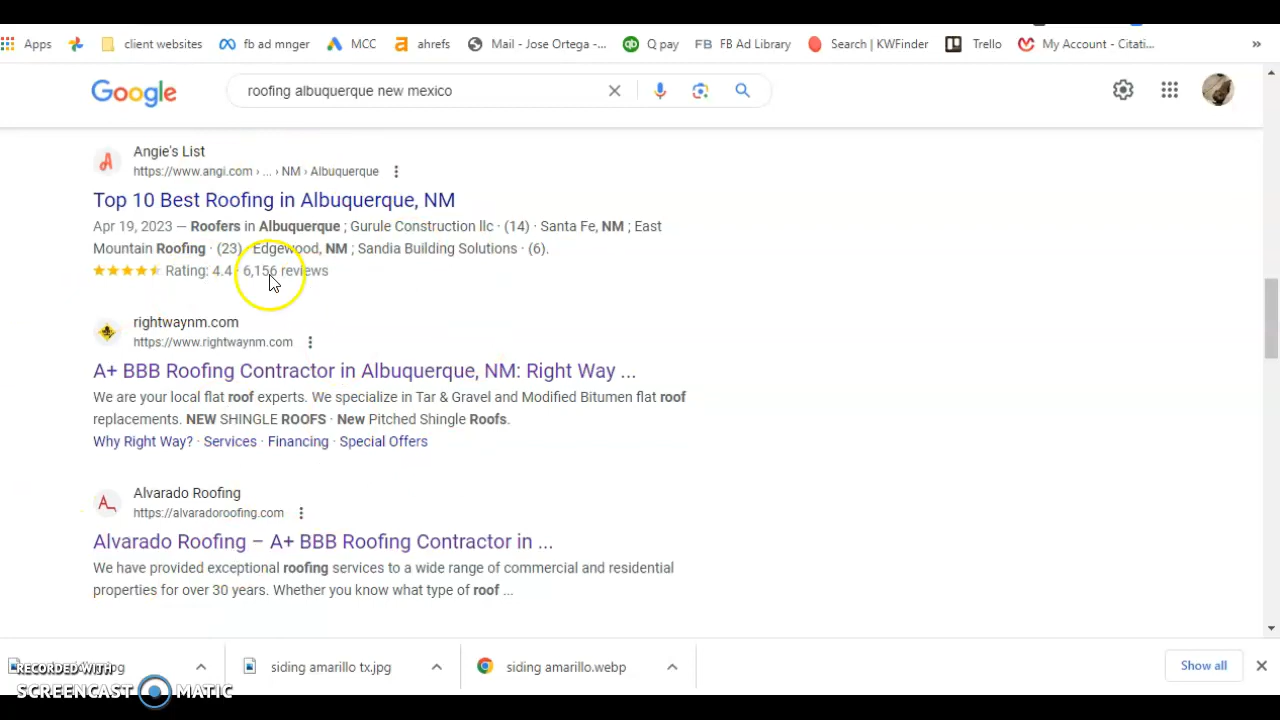 Apps client websites fb ad mnger MCC ahrefs Mail - Jose Ortega -... Q pay FB Ad Library Search | KWFinder Trello My Account - Citati... »
Google roofing albuquerque new mexico
Angie's List
https://www.angi.com › ... › NM › Albuquerque
Top 10 Best Roofing in Albuquerque, NM
Apr 19, 2023 — Roofers in Albuquerque ; Gurule Construction llc · (14) · Santa Fe, NM ; East
Mountain Roofing · (23) · Edgewood, NM ; Sandia Building Solutions · (6).
Rating: 4.4 · 6,156 reviews
rightwaynm.com
https://www.rightwaynm.com
A+ BBB Roofing Contractor in Albuquerque, NM: Right Way ...
We are your local flat roof experts. We specialize in Tar & Gravel and Modified Bitumen flat roof
replacements. NEW SHINGLE ROOFS · New Pitched Shingle Roofs.
Why Right Way? · Services · Financing · Special Offers
Alvarado Roofing
https://alvaradoroofing.com
Alvarado Roofing – A+ BBB Roofing Contractor in ...
We have provided exceptional roofing services to a wide range of commercial and residential
properties for over 30 years. Whether you know what type of roof ...
siding amarillo tx.jpg siding amarillo.webp Show all
RECORDED WITH
SCREENCAST MATIC